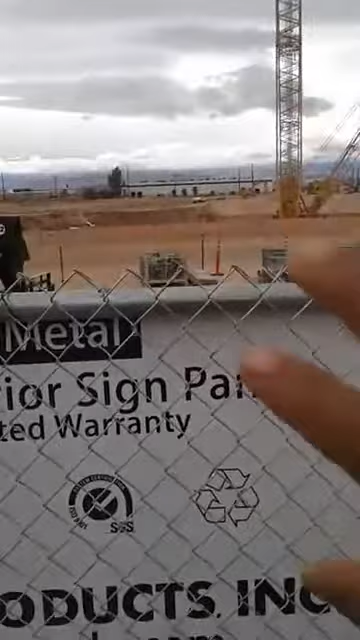 Metal
rior Sign Pa
ted Warranty
SGS
ODUCTS, INC